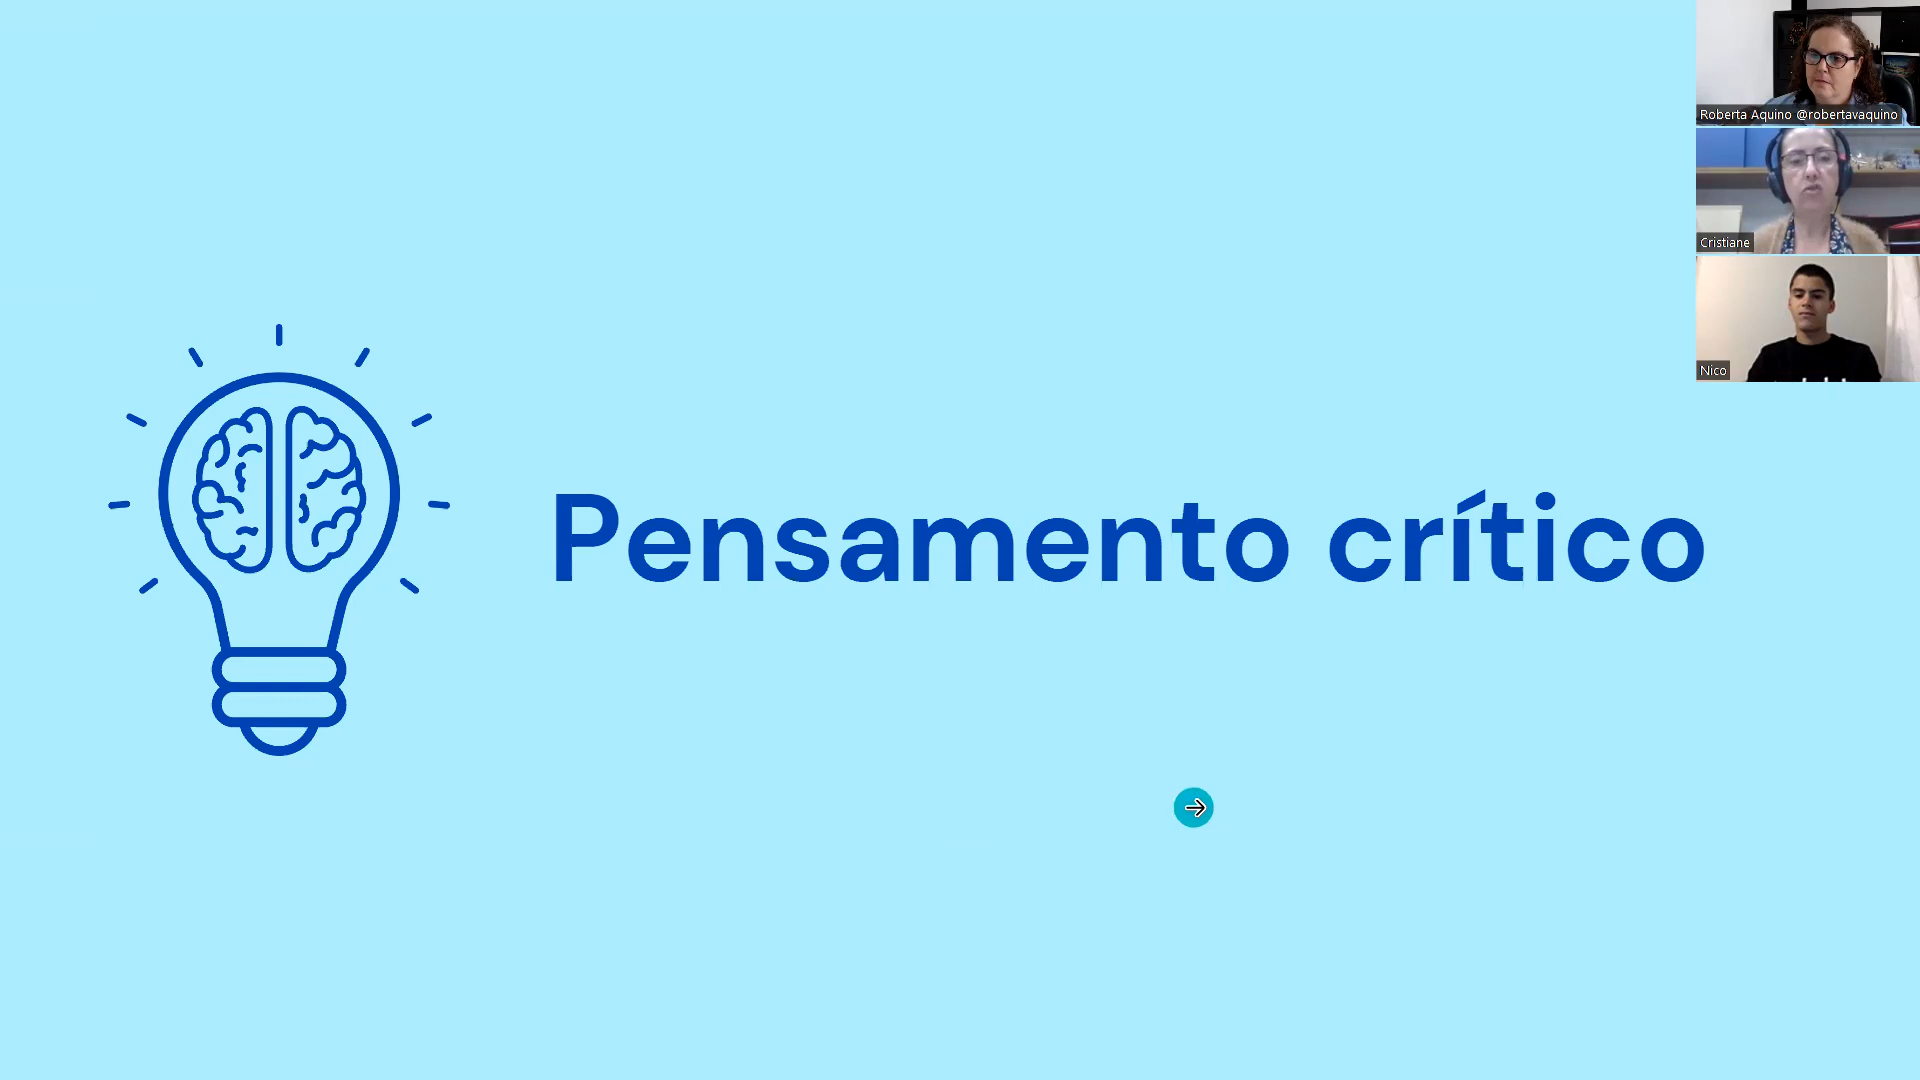 Pensamento crítico
Roberta Aquino @robertavaquino
Cristiane
Nico